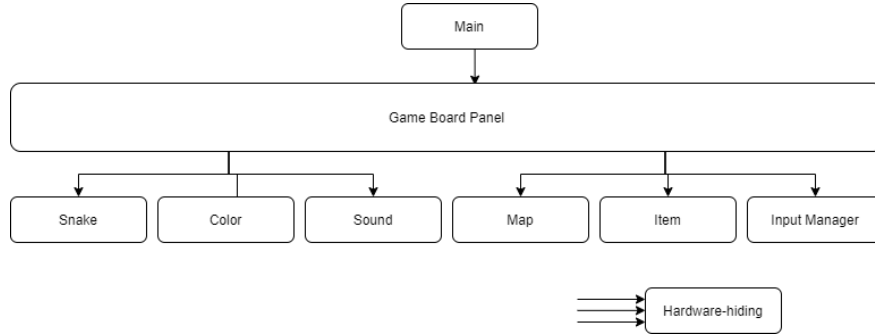 Main
Game Board Panel
Snake
Color
Sound
Map
Item
Input Manager
Hardware-hiding